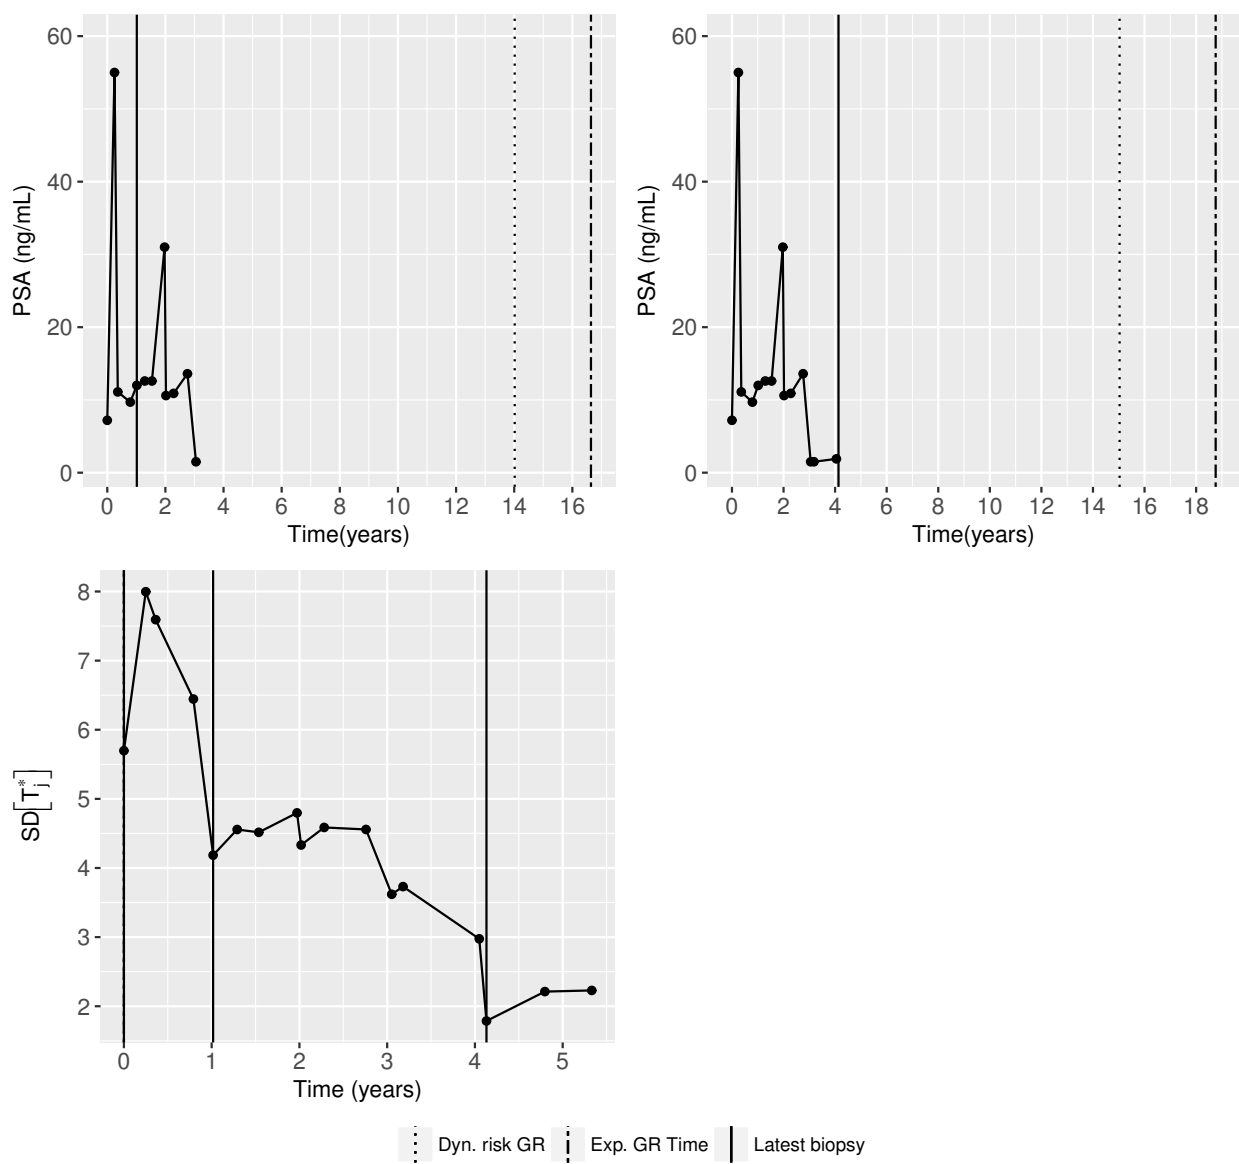 60
40
20
0
PSA (ng/mL)
0 2 4 6 8 10 12 14 16
Time(years)
60
40
20
0
PSA (ng/mL)
0 2 4 6 8 10 12 14 16 18
Time(years)
8
7
6
5
4
3
2
SD[T*j]
0 1 2 3 4 5
Time (years)
Dyn. risk GR Exp. GR Time Latest biopsy